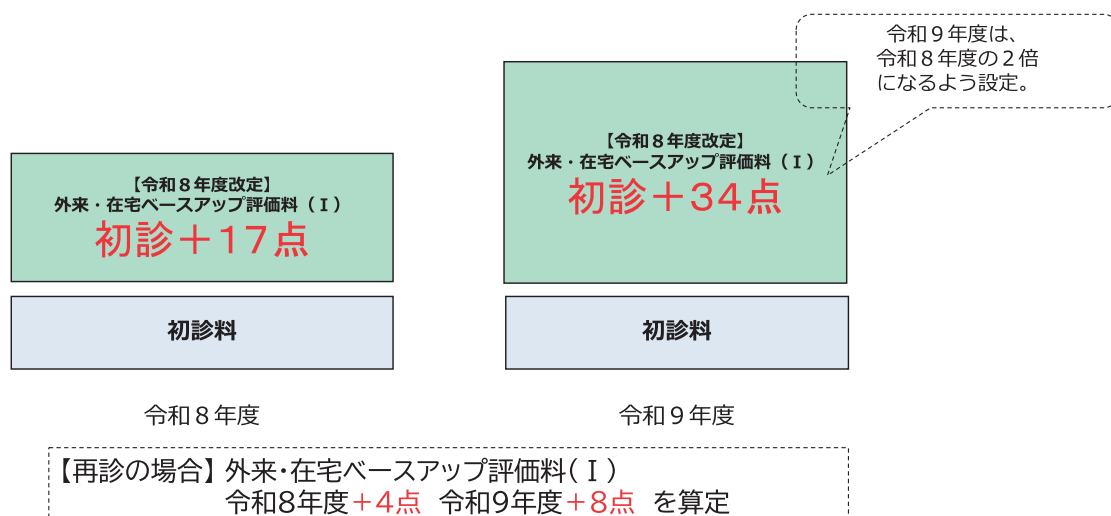 令和９年度は、
令和８年度の２倍
になるよう設定。
【令和８年度改定】
外来・在宅ベースアップ評価料（Ⅰ）
初診＋17点
【令和８年度改定】
外来・在宅ベースアップ評価料（Ⅰ）
初診＋34点
初診料
初診料
令和８年度
令和９年度
【再診の場合】外来・在宅ベースアップ評価料（Ⅰ）
令和8年度＋4点　令和9年度＋8点　を算定